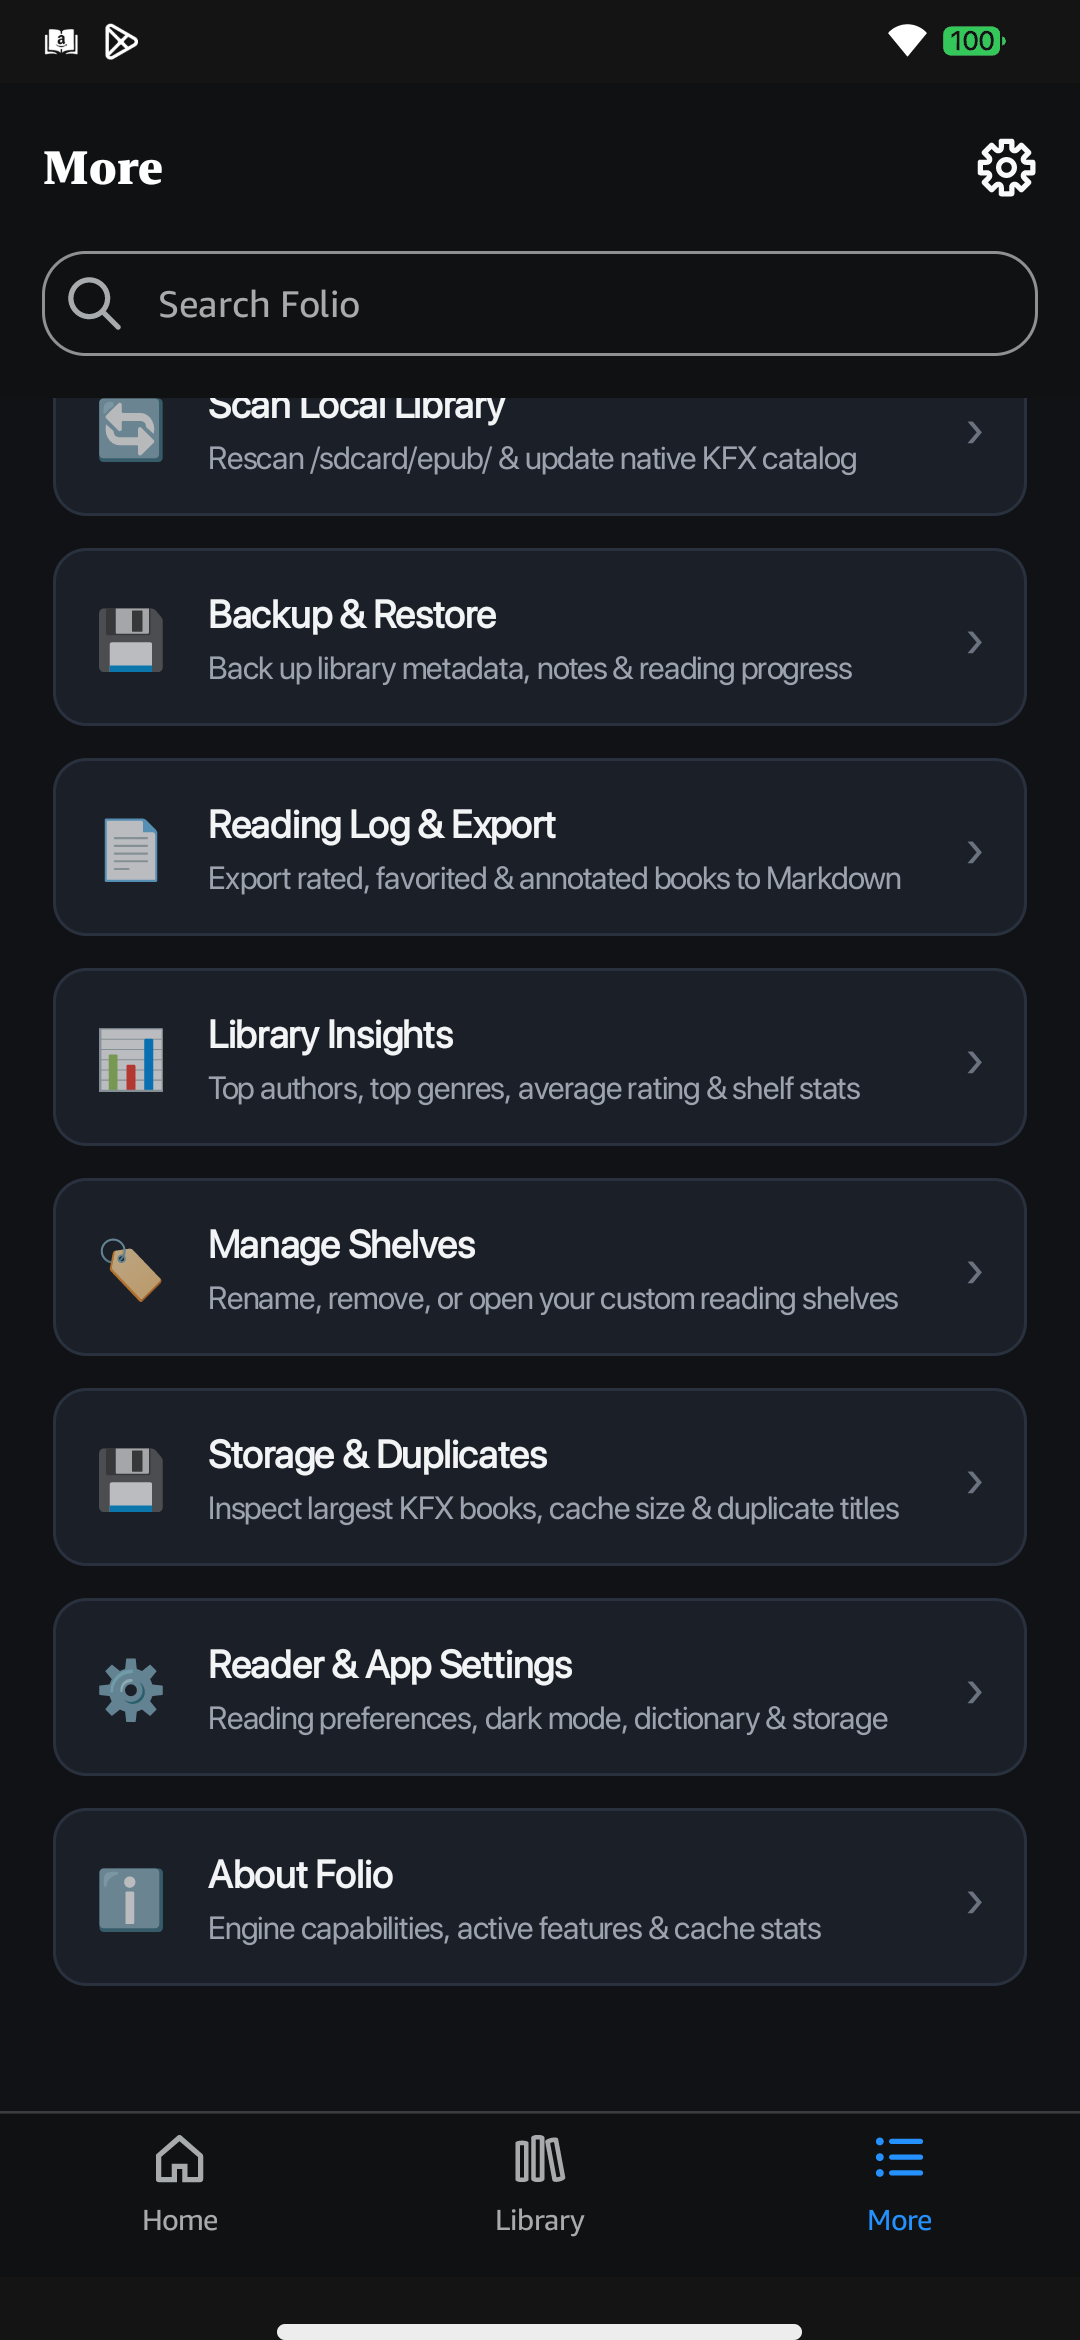 100
More
Search Folio
Scan Local Library
Rescan /sdcard/epub/ & update native KFX catalog
Backup & Restore
Back up library metadata, notes & reading progress
Reading Log & Export
Export rated, favorited & annotated books to Markdown
Library Insights
Top authors, top genres, average rating & shelf stats
Manage Shelves
Rename, remove, or open your custom reading shelves
Storage & Duplicates
Inspect largest KFX books, cache size & duplicate titles
Reader & App Settings
Reading preferences, dark mode, dictionary & storage
About Folio
Engine capabilities, active features & cache stats
Home
Library
More